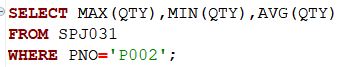 SELECT MAX(QTY),MIN(QTY),AVG(QTY)
FROM SPJ031
WHERE PNO='P002';